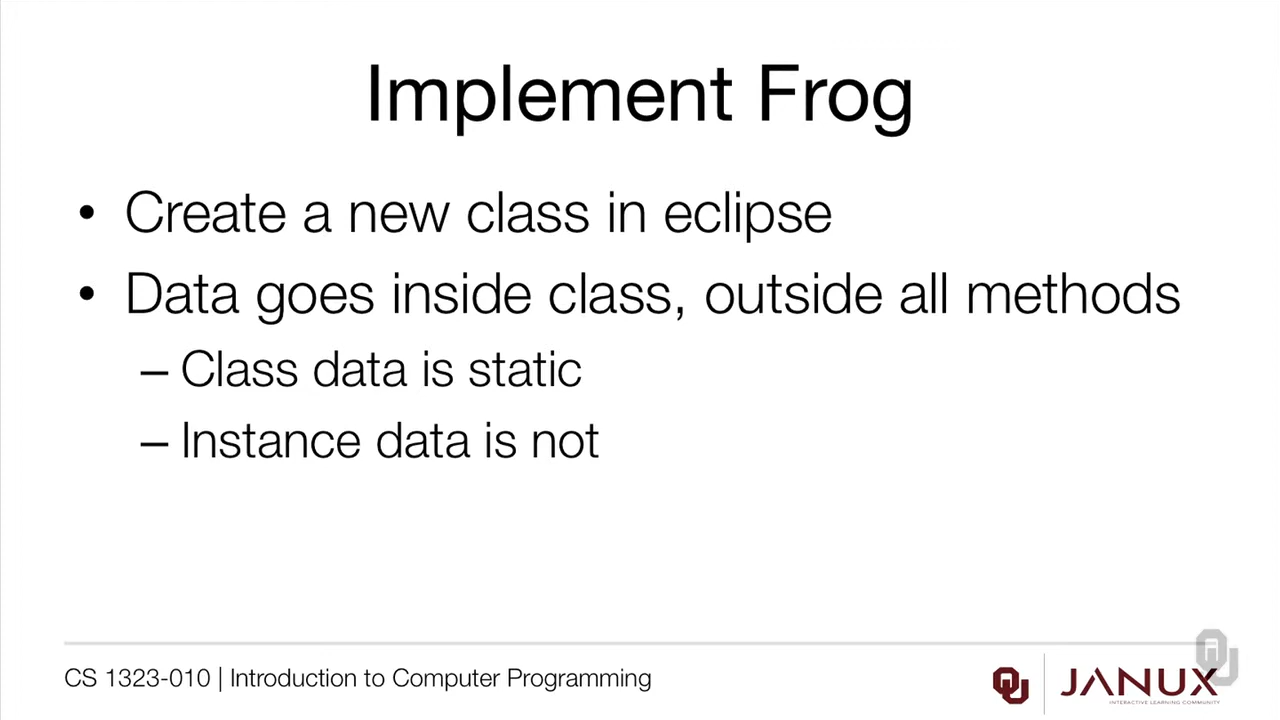 Implement Frog
• Create a new class in eclipse
• Data goes inside class, outside all methods
– Class data is static
– Instance data is not
CS 1323-010 | Introduction to Computer Programming
OU
JANUX
INTERACTIVE LEARNING COMMUNITY
OU